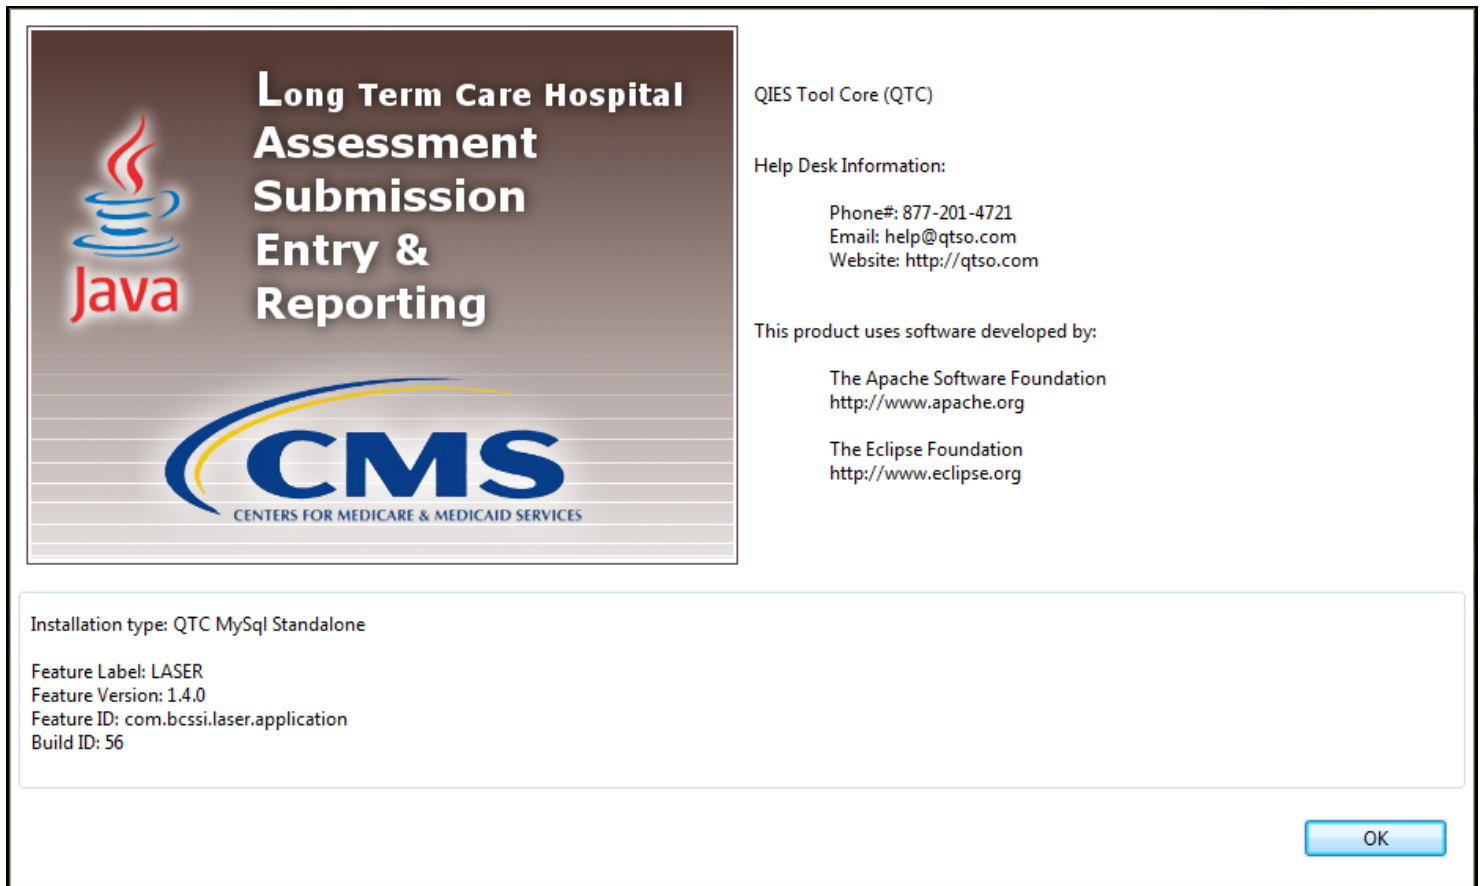 Long Term Care Hospital
Assessment
Submission
Entry &
Reporting
Java
CMS
CENTERS FOR MEDICARE & MEDICAID SERVICES
QIES Tool Core (QTC)
Help Desk Information:
Phone#: 877-201-4721
Email: help@qtso.com
Website: http://qtso.com
This product uses software developed by:
The Apache Software Foundation
http://www.apache.org
The Eclipse Foundation
http://www.eclipse.org
Installation type: QTC MySql Standalone
Feature Label: LASER
Feature Version: 1.4.0
Feature ID: com.bcssi.laser.application
Build ID: 56
OK